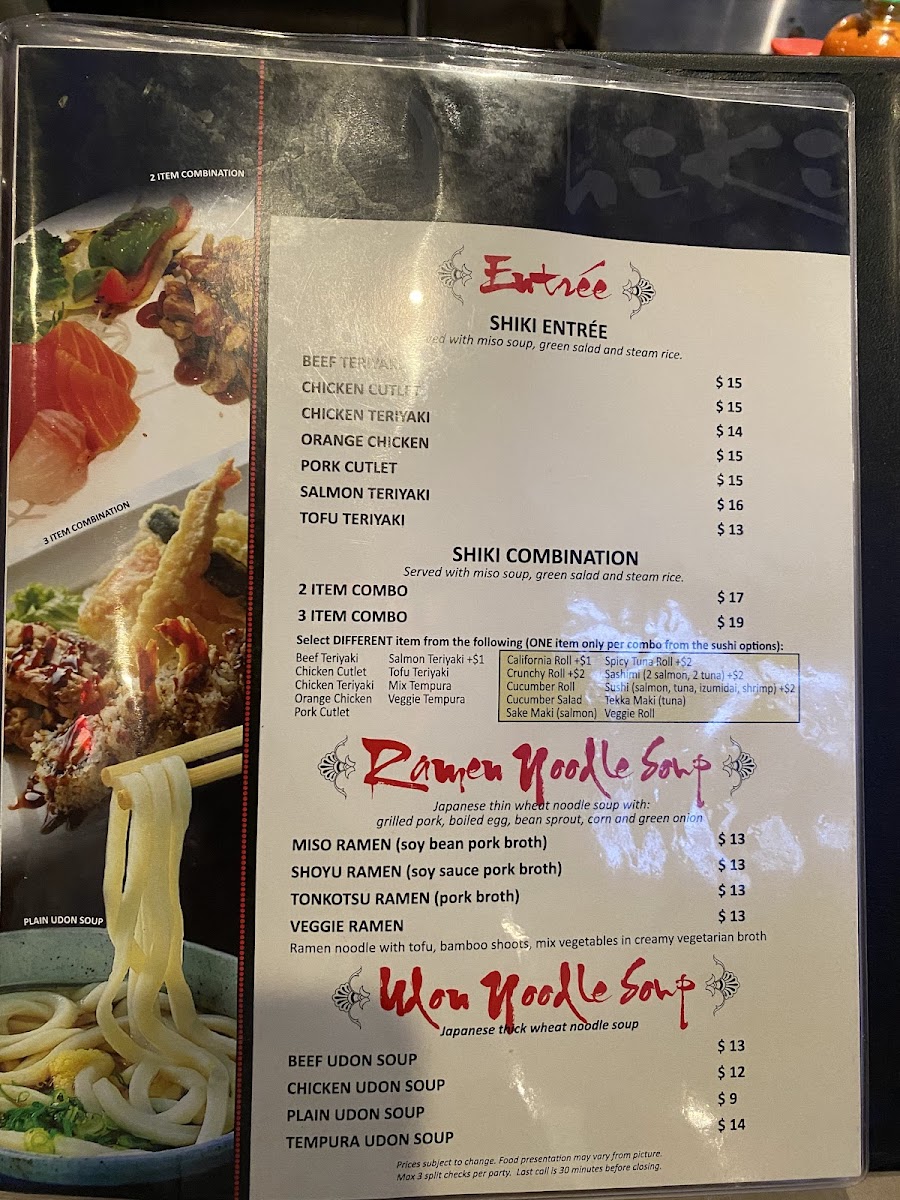 2 ITEM COMBINATION
3 ITEM COMBINATION
PLAIN UDON SOUP
Entrée
SHIKI ENTRÉE
with miso soup, green salad and steam rice.
BEEF TERIYAKI $ 15
CHICKEN CUTLET $ 15
CHICKEN TERIYAKI $ 14
ORANGE CHICKEN $ 15
PORK CUTLET $ 15
SALMON TERIYAKI $ 16
TOFU TERIYAKI $ 13
SHIKI COMBINATION
Served with miso soup, green salad and steam rice.
2 ITEM COMBO $ 17
3 ITEM COMBO $ 19
Select DIFFERENT item from the following (ONE item only per combo from the sushi options):
Beef Teriyaki Salmon Teriyaki +$1 California Roll +$1 Spicy Tuna Roll +$2
Chicken Cutlet Tofu Teriyaki Crunchy Roll +$2 Sashimi (2 salmon, 2 tuna) +$2
Chicken Teriyaki Mix Tempura Cucumber Roll Sushi (salmon, tuna, izumidai, shrimp) +$2
Orange Chicken Veggie Tempura Cucumber Salad Tekka Maki (tuna)
Pork Cutlet Sake Maki (salmon) Veggie Roll
Ramen Noodle Soup
Japanese thin wheat noodle soup with:
grilled pork, boiled egg, bean sprout, corn and green onion
MISO RAMEN (soy bean pork broth) $ 13
SHOYU RAMEN (soy sauce pork broth) $ 13
TONKOTSU RAMEN (pork broth) $ 13
VEGGIE RAMEN $ 13
Ramen noodle with tofu, bamboo shoots, mix vegetables in creamy vegetarian broth
Udon Noodle Soup
Japanese thick wheat noodle soup
BEEF UDON SOUP $ 13
CHICKEN UDON SOUP $ 12
PLAIN UDON SOUP $ 9
TEMPURA UDON SOUP $ 14
Prices subject to change. Food presentation may vary from picture.
Max 3 split checks per party. Last call is 30 minutes before closing.